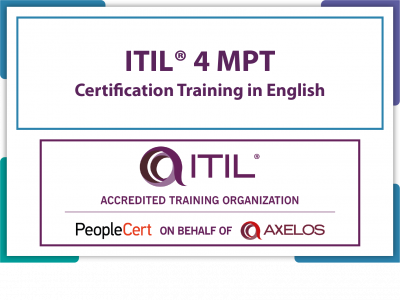 ITIL® 4 MPT
Certification Training in English
ITIL®
ACCREDITED TRAINING ORGANIZATION
PeopleCert ON BEHALF OF AXELOS